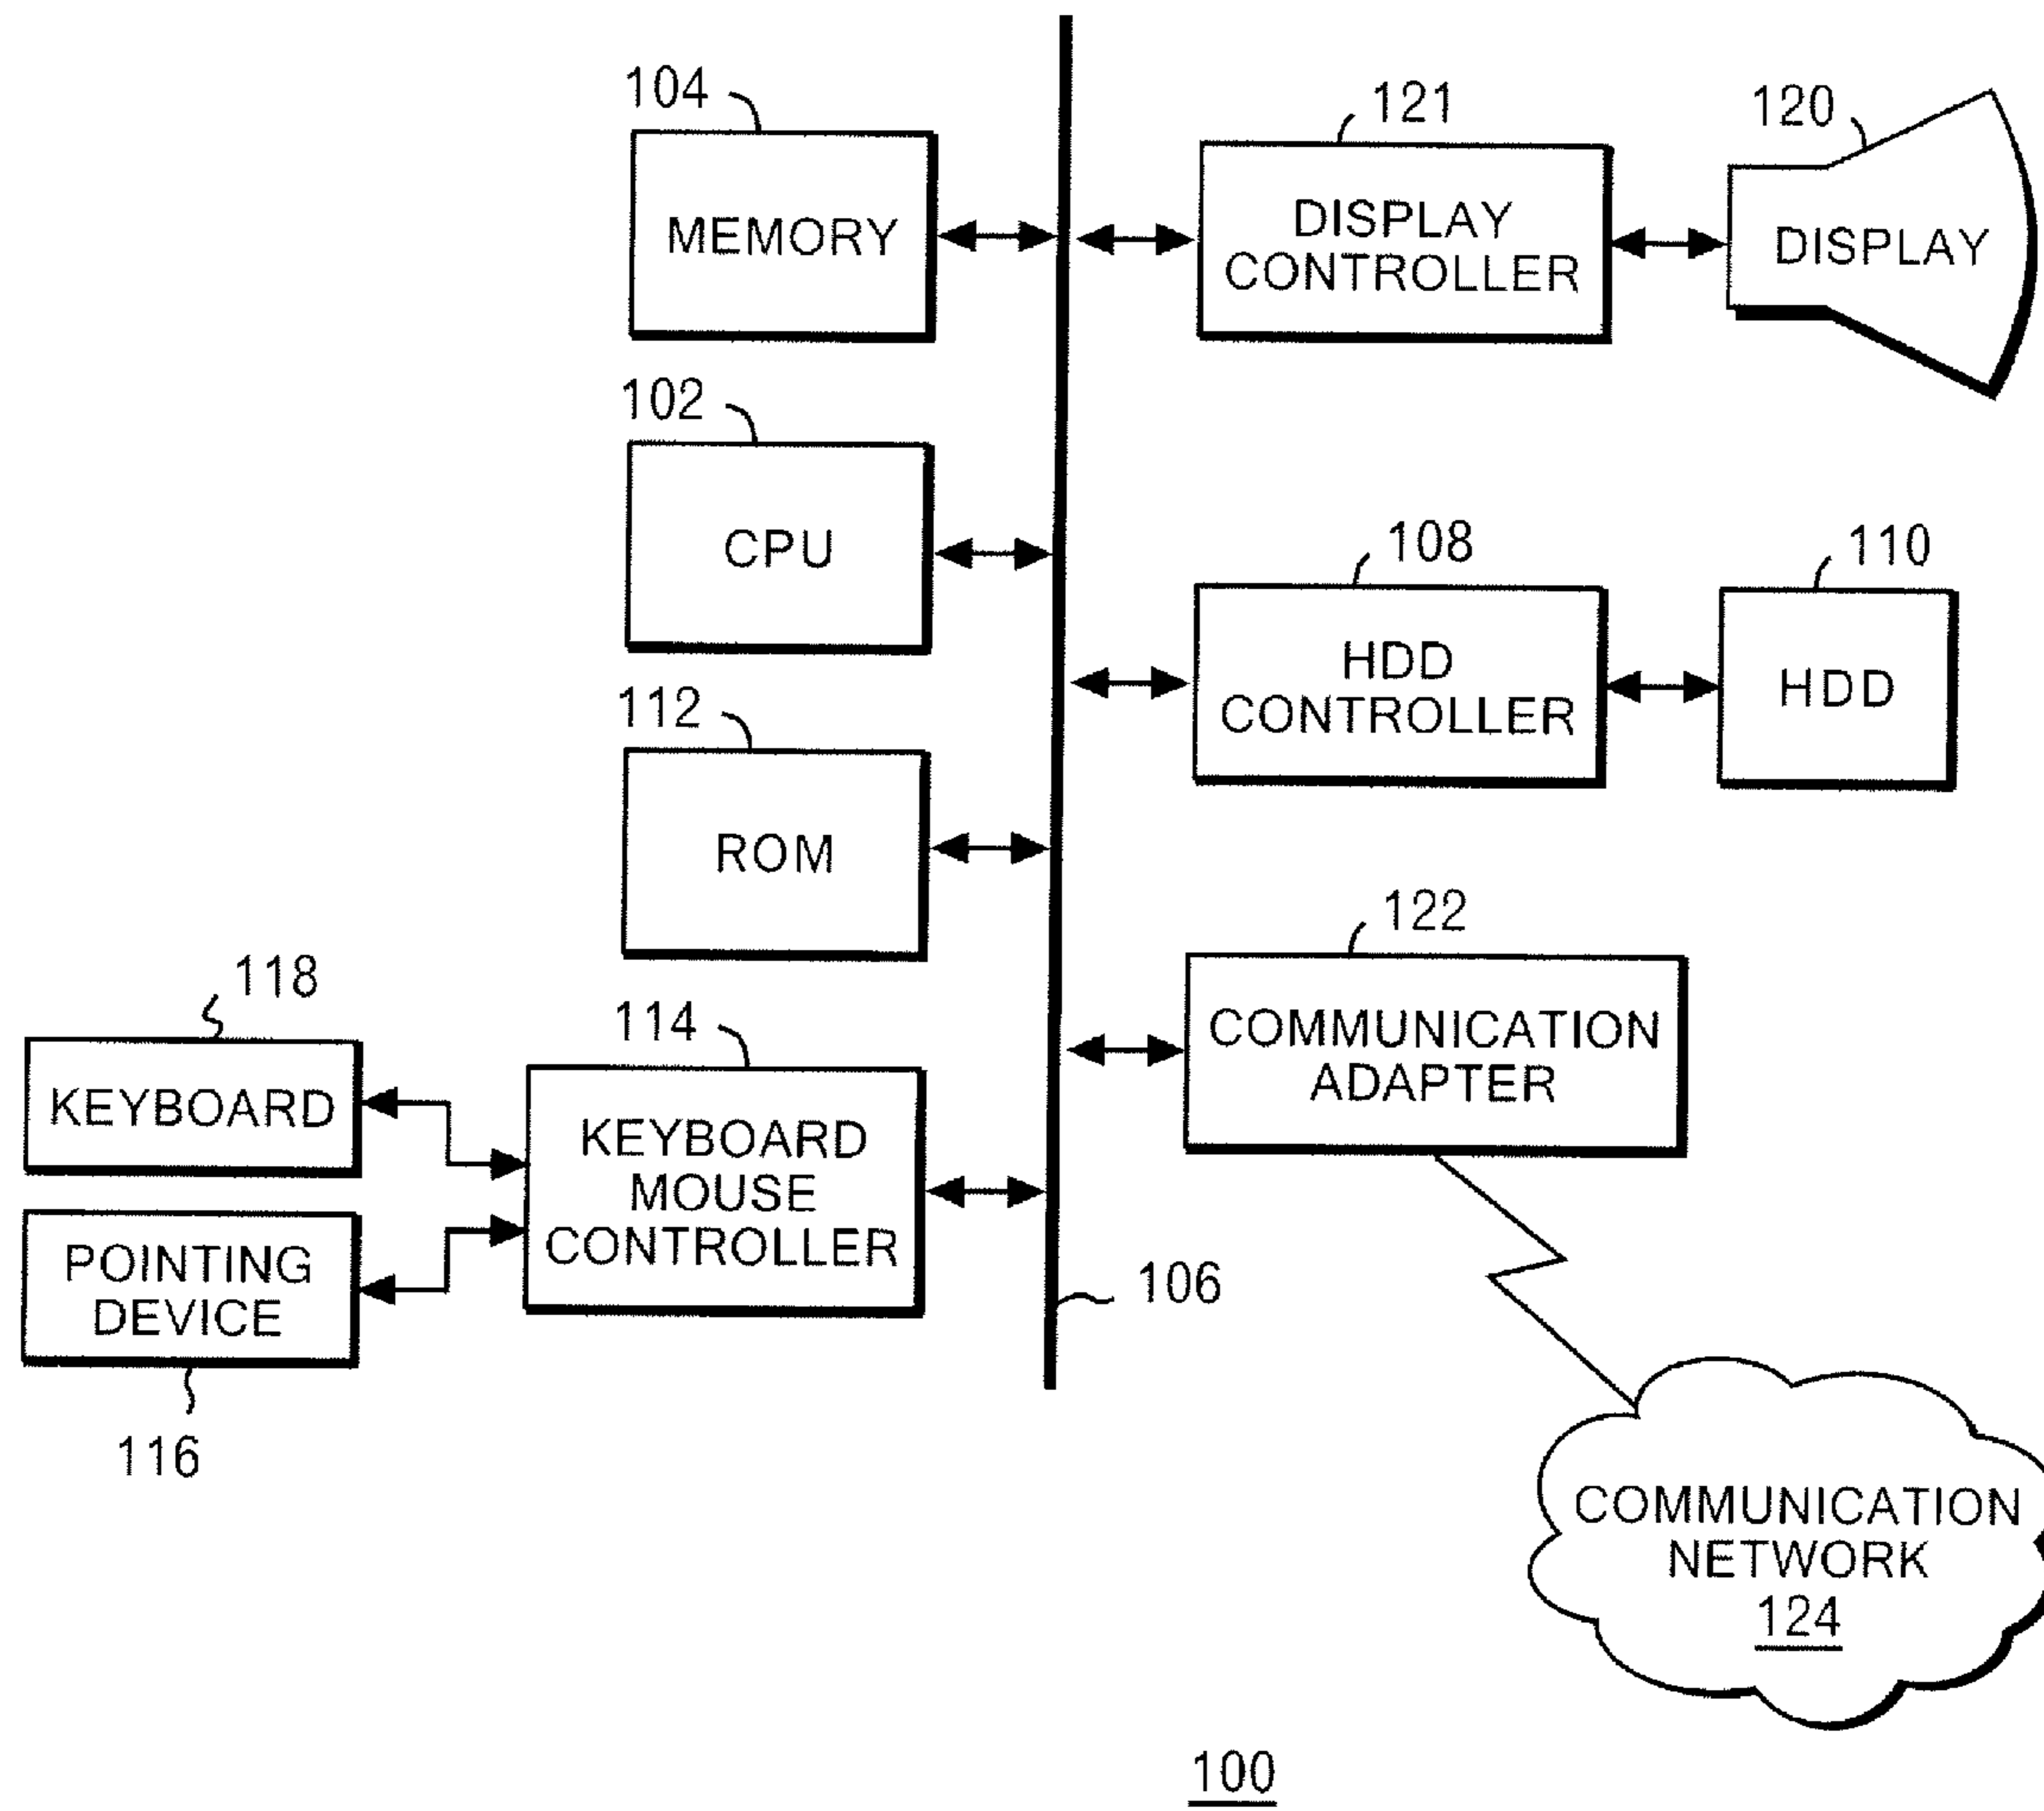 104
MEMORY
121
DISPLAY
CONTROLLER
120
DISPLAY
102
CPU
108
HDD
CONTROLLER
110
HDD
112
ROM
122
COMMUNICATION
ADAPTER
118
KEYBOARD
114
KEYBOARD
MOUSE
CONTROLLER
POINTING
DEVICE
116
106
COMMUNICATION
NETWORK
124
100